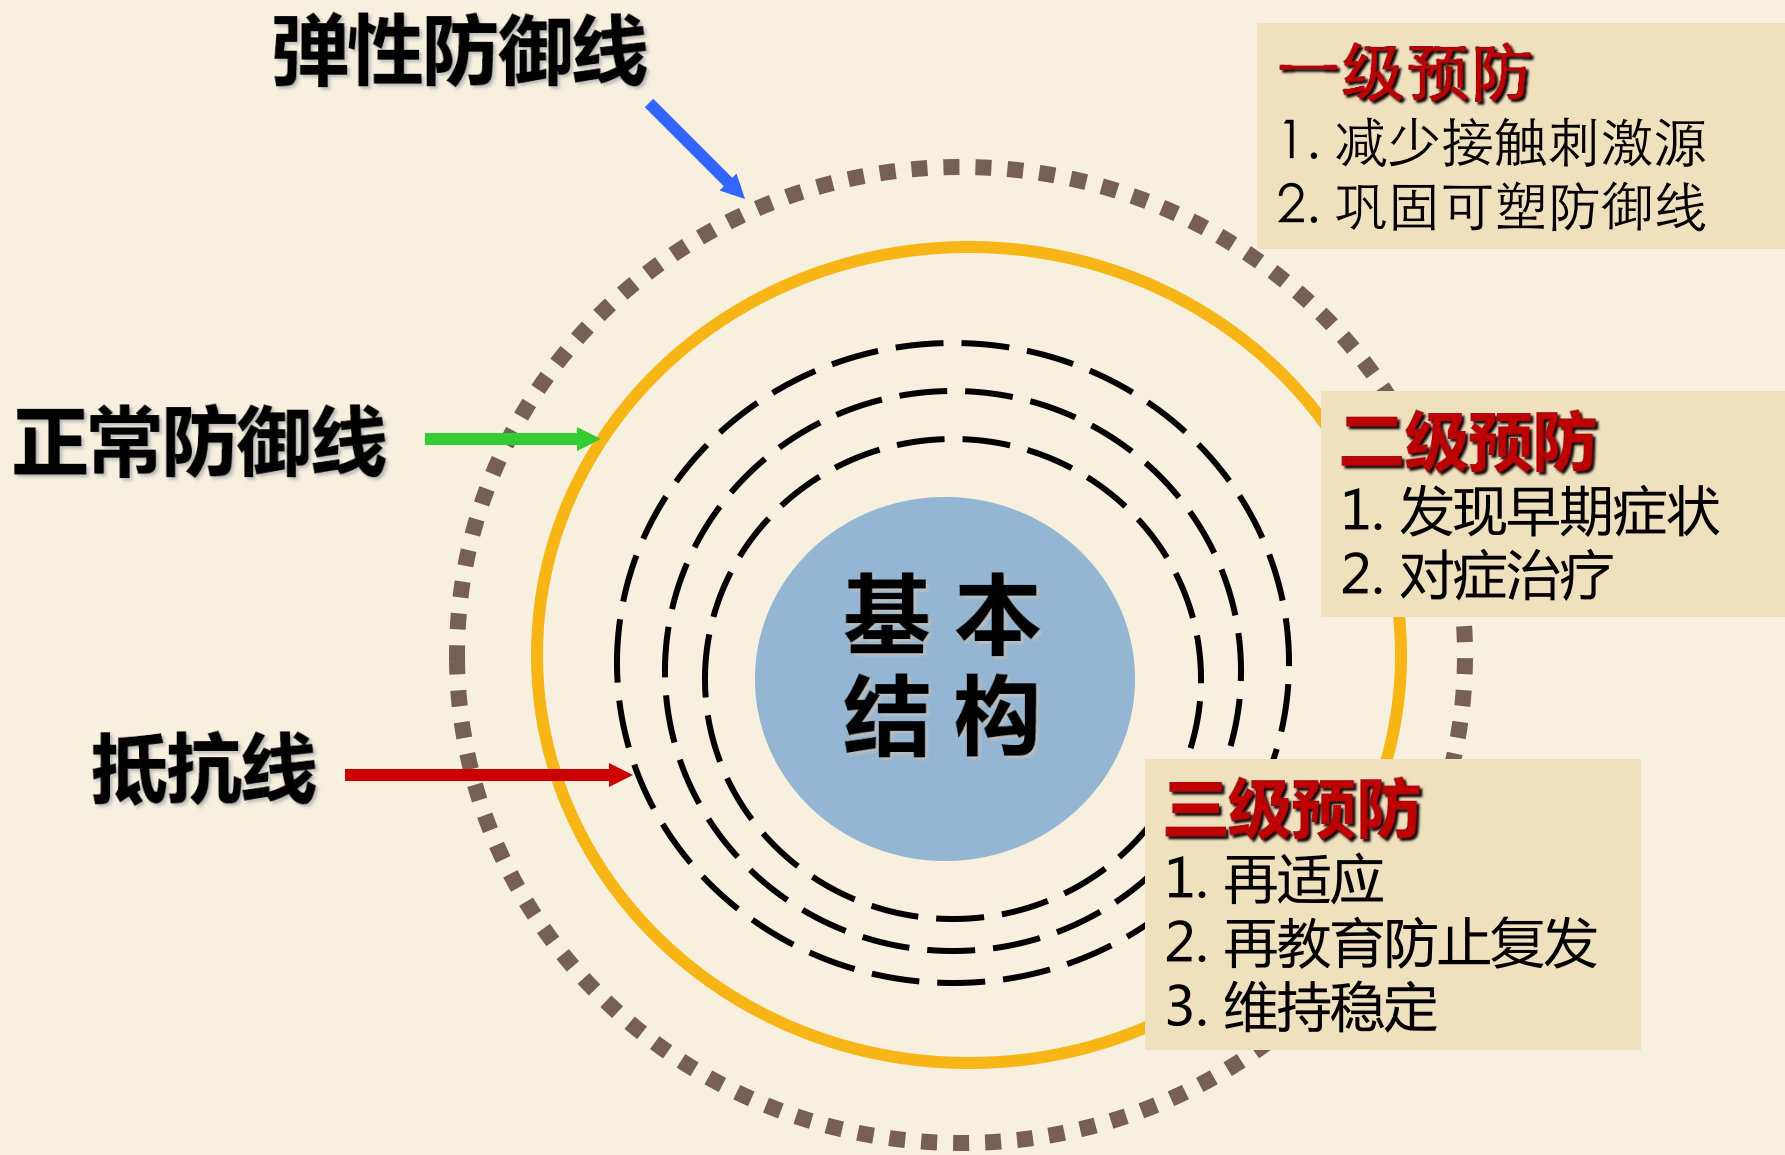 弹性防御线
一级预防
1. 减少接触刺激源
2. 巩固可塑防御线
正常防御线
二级预防
1. 发现早期症状
2. 对症治疗
基本
结构
抵抗线
三级预防
1. 再适应
2. 再教育防止复发
3. 维持稳定